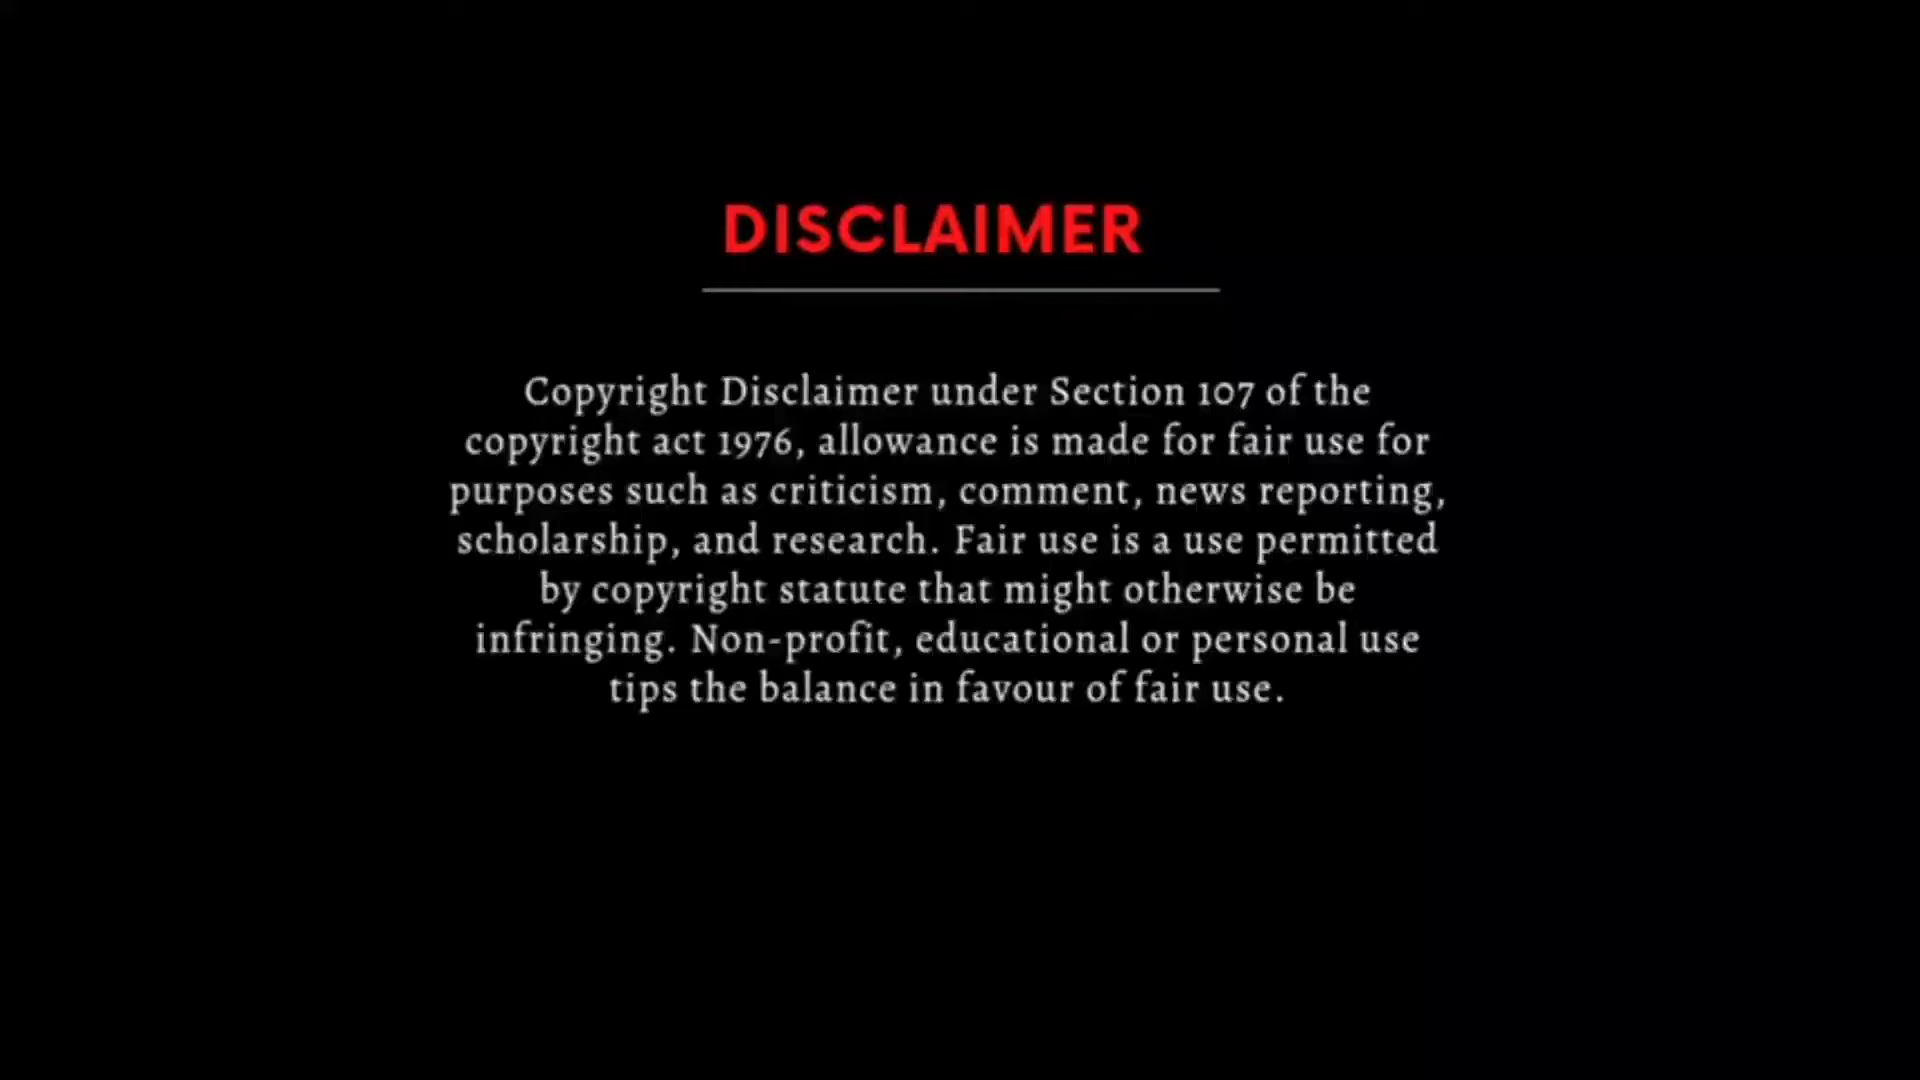 DISCLAIMER
Copyright Disclaimer under Section 107 of the
copyright act 1976, allowance is made for fair use for
purposes such as criticism, comment, news reporting,
scholarship, and research. Fair use is a use permitted
by copyright statute that might otherwise be
infringing. Non-profit, educational or personal use
tips the balance in favour of fair use.